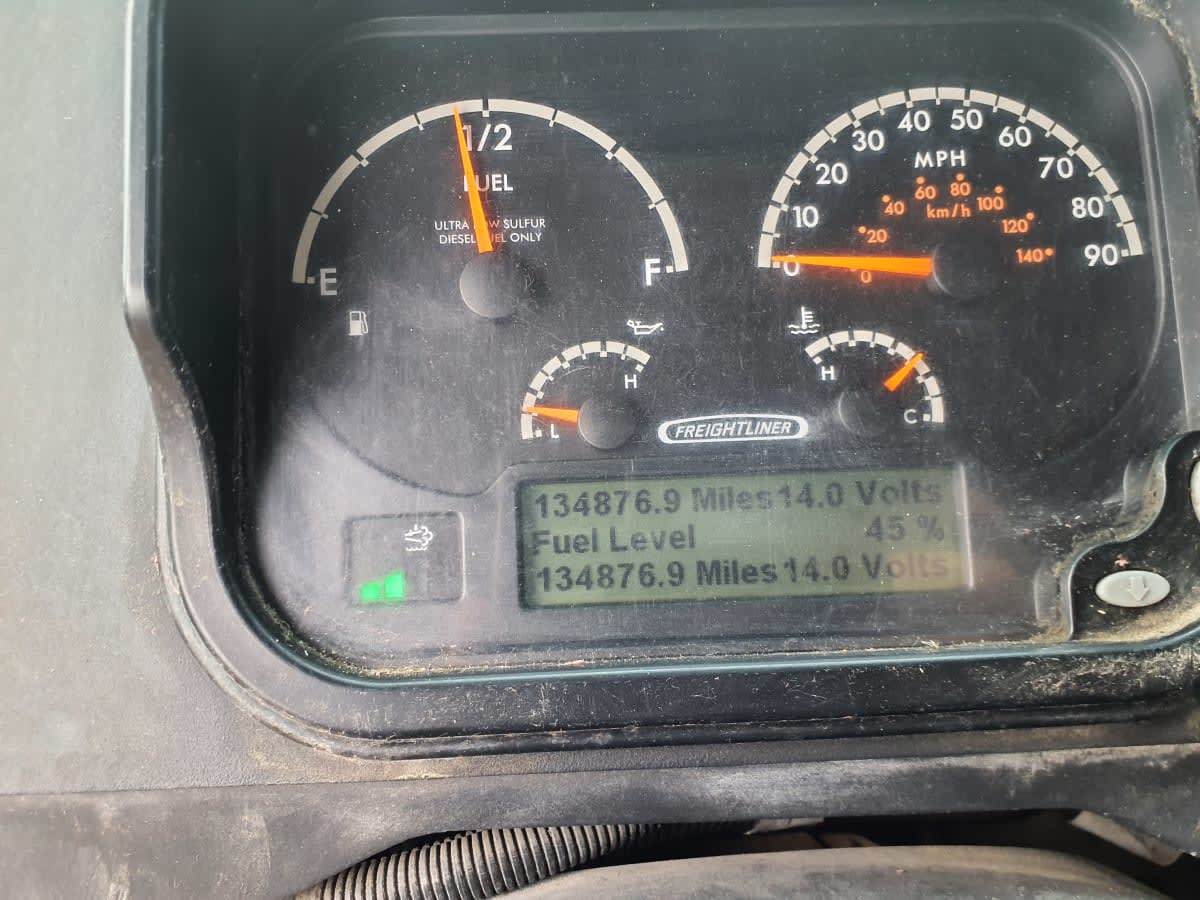 1/2
FUEL
ULTRA LOW SULFUR
DIESEL FUEL ONLY
E
F
0 10 20 30 40 50 60 70 80 90
MPH
0 20 40 60 80 100 120 140
km/h
L
H
H
C
FREIGHTLINER
134876.9 Miles 14.0 Volts
Fuel Level 45 %
134876.9 Miles 14.0 Volts